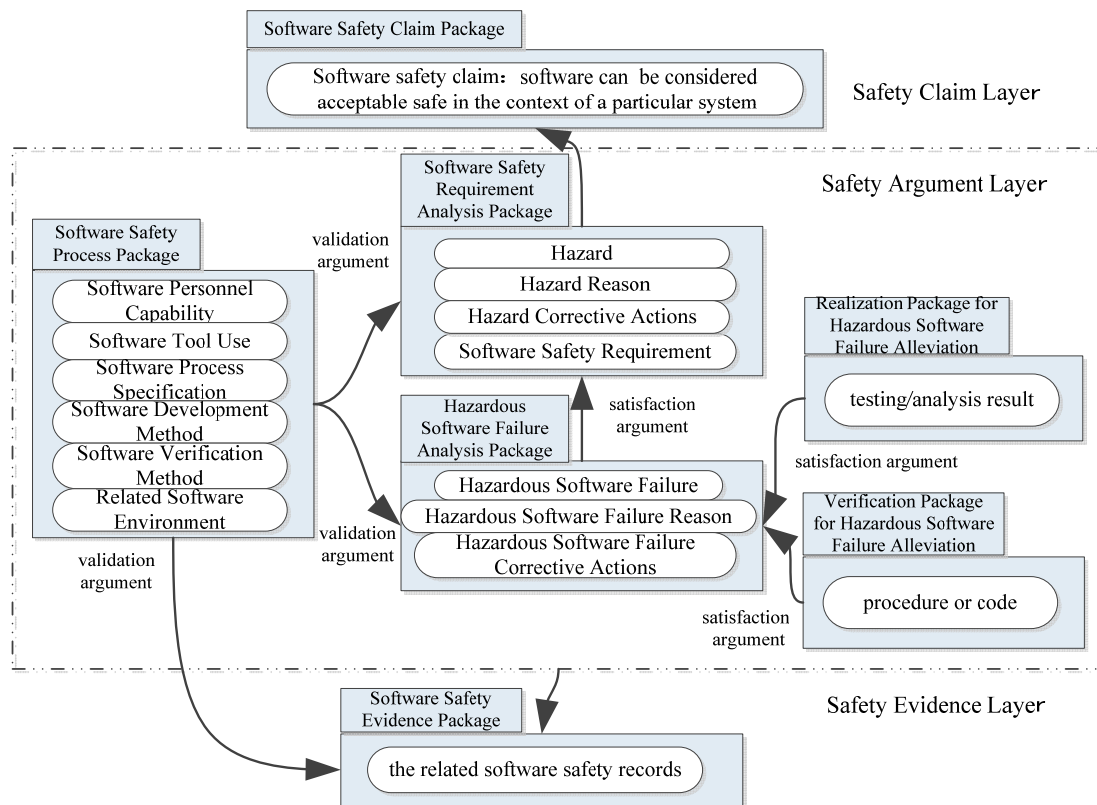 Software Safety Claim Package
Software safety claim：software can be considered
acceptable safe in the context of a particular system
Safety Claim Layer
Safety Argument Layer
Software Safety
Requirement
Analysis Package
Hazard
Hazard Reason
Hazard Corrective Actions
Software Safety Requirement
Software Safety
Process Package
Software Personnel
Capability
Software Tool Use
Software Process
Specification
Software Development
Method
Software Verification
Method
Related Software
Environment
validation
argument
validation
argument
validation
argument
Hazardous
Software Failure
Analysis Package
Hazardous Software Failure
Hazardous Software Failure Reason
Hazardous Software Failure
Corrective Actions
satisfaction
argument
Realization Package for
Hazardous Software
Failure Alleviation
testing/analysis result
satisfaction argument
Verification Package
for Hazardous Software
Failure Alleviation
procedure or code
satisfaction
argument
Safety Evidence Layer
Software Safety
Evidence Package
the related software safety records